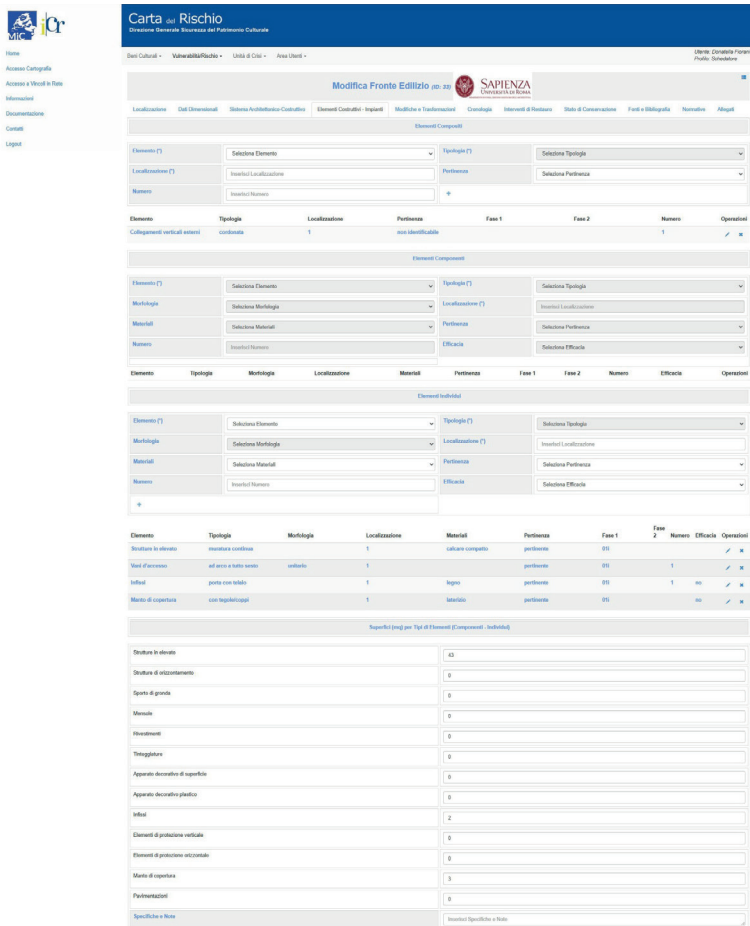 MiC iCr
Carta del Rischio
Direzione Generale Sicurezza del Patrimonio Culturale
Home
Accesso Cartografia
Accesso a Vincoli in Rete
Informazioni
Documentazione
Contatti
Logout
Beni Culturali Vulnerabilità/Rischio Unità di Crisi Area Utenti
Utente: Donatella Fiorani
Profilo: Schedatore
Modifica Fronte Edilizio (ID: 33) SAPIENZA
UNIVERSITÀ DI ROMA
Localizzazione Dati Dimensionali Sistema Architettonico-Costruttivo Elementi Costruttivi - Impianti Modifiche e Trasformazioni Cronologia Interventi di Restauro Stato di Conservazione Fonti e Bibliografia Normative Allegati
Elementi Compositi
Elemento (*) Seleziona Elemento Tipologia (*) Seleziona Tipologia
Localizzazione (*) Inserisci Localizzazione Pertinenza Seleziona Pertinenza
Numero Inserisci Numero +
Elemento Tipologia Localizzazione Pertinenza Fase 1 Fase 2 Numero Operazioni
Collegamenti verticali esterni cordonata 1 non identificabile 1
Elementi Componenti
Elemento (*) Seleziona Elemento Tipologia (*) Seleziona Tipologia
Morfologia Seleziona Morfologia Localizzazione (*) Inserisci Localizzazione
Materiali Seleziona Materiali Pertinenza Seleziona Pertinenza
Numero Inserisci Numero Efficacia Seleziona Efficacia
Elemento Tipologia Morfologia Localizzazione Materiali Pertinenza Fase 1 Fase 2 Numero Efficacia Operazioni
Elementi Individui
Elemento (*) Seleziona Elemento Tipologia (*) Seleziona Tipologia
Morfologia Seleziona Morfologia Localizzazione (*) Inserisci Localizzazione
Materiali Seleziona Materiali Pertinenza Seleziona Pertinenza
Numero Inserisci Numero Efficacia Seleziona Efficacia
+
Elemento Tipologia Morfologia Localizzazione Materiali Pertinenza Fase 1 Fase 2 Numero Efficacia Operazioni
Strutture in elevato muratura continua 1 calcare compatto pertinente 01I
Vani d'accesso ad arco a tutto sesto ordinario 1 pertinente 01I 1
Infissi porta con telaio 1 legno pertinente 01I 1 no
Manto di copertura con tegole/coppi 1 laterizio pertinente 01I no
Superfici (mq) per Tipi di Elementi (Componenti - Individui)
Strutture in elevato 43
Strutture di orizzontamento 0
Sporto di gronda 0
Mensole 0
Rivestimenti 0
Tinteggiature 0
Apparato decorativo di superficie 0
Apparato decorativo plastico 0
Infissi 2
Elementi di protezione verticale 0
Elementi di protezione orizzontale 0
Manto di copertura 3
Pavimentazioni 0
Specifiche e Note Inserisci Specifiche e Note